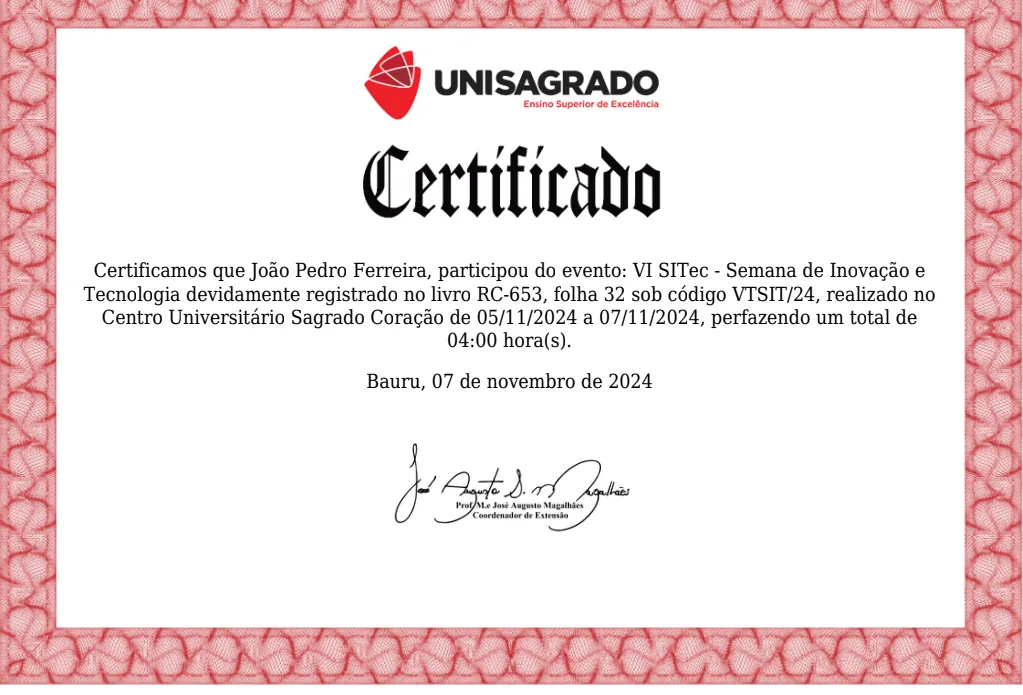 UNISAGRADO
Ensino Superior de Excelência
Certificado
Certificamos que João Pedro Ferreira, participou do evento: VI SITec - Semana de Inovação e
Tecnologia devidamente registrado no livro RC-653, folha 32 sob código VTSIT/24, realizado no
Centro Universitário Sagrado Coração de 05/11/2024 a 07/11/2024, perfazendo um total de
04:00 hora(s).
Bauru, 07 de novembro de 2024
José Augusto S. Magalhães
Prof. M.e José Augusto Magalhães
Coordenador de Extensão